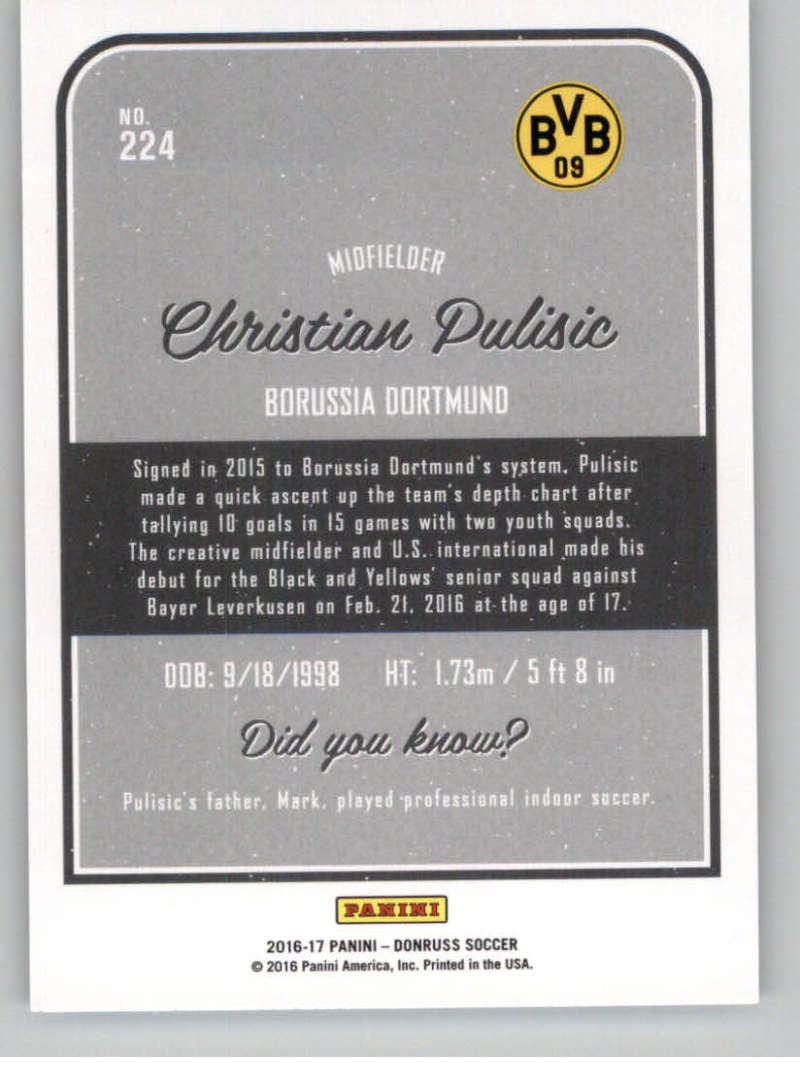 NO.
224
BVB
09
MIDFIELDER
Christian Pulisic
BORUSSIA DORTMUND
Signed in 2015 to Borussia Dortmund's system, Pulisic
made a quick ascent up the team's depth chart after
tallying 10 goals in 15 games with two youth squads.
The creative midfielder and U.S. international made his
debut for the Black and Yellows' senior squad against
Bayer Leverkusen on Feb. 21, 2016 at the age of 17.
DOB: 9/18/1998 HT: 1.73m / 5 ft 8 in
Did you know?
Pulisic's father, Mark, played professional indoor soccer.
PANINI
2016-17 PANINI – DONRUSS SOCCER
© 2016 Panini America, Inc. Printed in the USA.